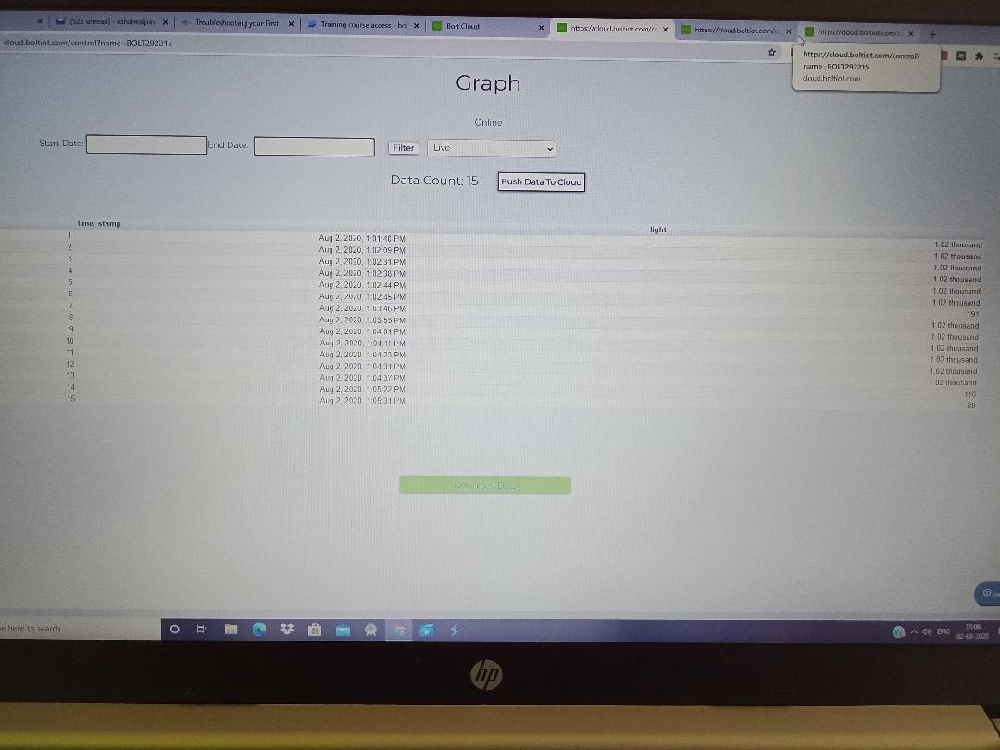 (525 unread) - rohankalpav
Troubleshooting your First
Training course access - bol
Bolt Cloud
https://cloud.boltiot.com/c
https://cloud.boltiot.com/c
https://cloud.boltiot.com/c
cloud.boltiot.com/control?name=BOLT292215
https://cloud.boltiot.com/control?
name=BOLT292215
cloud.boltiot.com
Graph
Online
Start Date: End Date: Filter Live
Data Count: 15 Push Data To Cloud
time_stamp light
1 Aug 2, 2020, 1:01:40 PM 1.02 thousand
2 Aug 2, 2020, 1:02:09 PM 1.02 thousand
3 Aug 2, 2020, 1:02:31 PM 1.02 thousand
4 Aug 2, 2020, 1:02:38 PM 1.02 thousand
5 Aug 2, 2020, 1:02:44 PM 1.02 thousand
6 Aug 2, 2020, 1:02:45 PM 1.02 thousand
7 Aug 2, 2020, 1:03:46 PM 191
8 Aug 2, 2020, 1:03:53 PM 1.02 thousand
9 Aug 2, 2020, 1:04:01 PM 1.02 thousand
10 Aug 2, 2020, 1:04:11 PM 1.02 thousand
11 Aug 2, 2020, 1:04:23 PM 1.02 thousand
12 Aug 2, 2020, 1:04:31 PM 1.02 thousand
13 Aug 2, 2020, 1:04:37 PM 1.02 thousand
14 Aug 2, 2020, 1:05:22 PM 116
15 Aug 2, 2020, 1:05:31 PM 89
Download Data
He
pe here to search
ENG
13:06
02-08-2020
hp